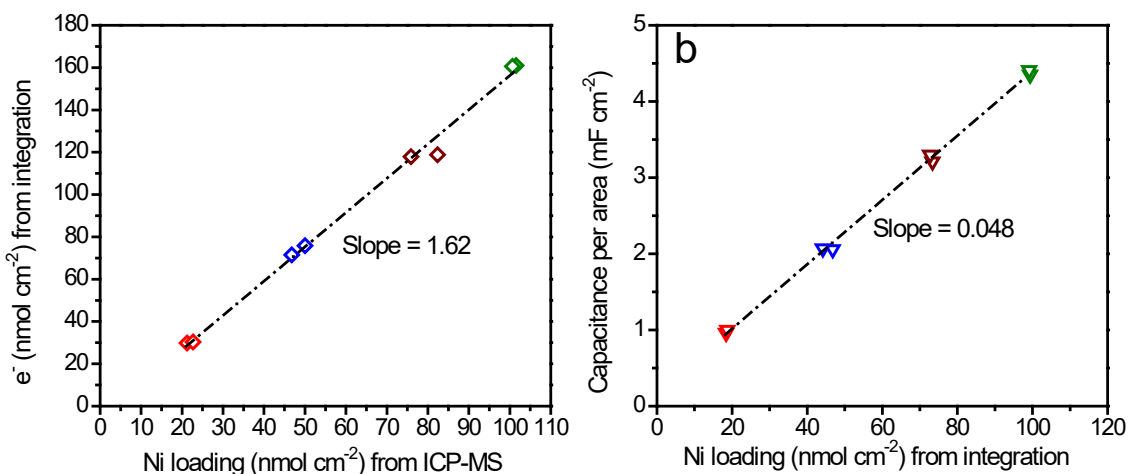 180
160
140
120
100
80
60
40
20
0
e⁻ (nmol cm⁻²) from integration
Slope = 1.62
0 10 20 30 40 50 60 70 80 90 100 110
Ni loading (nmol cm⁻²) from ICP-MS
b
5
4
3
2
1
0
Capacitance per area (mF cm⁻²)
Slope = 0.048
0 20 40 60 80 100 120
Ni loading (nmol cm⁻²) from integration